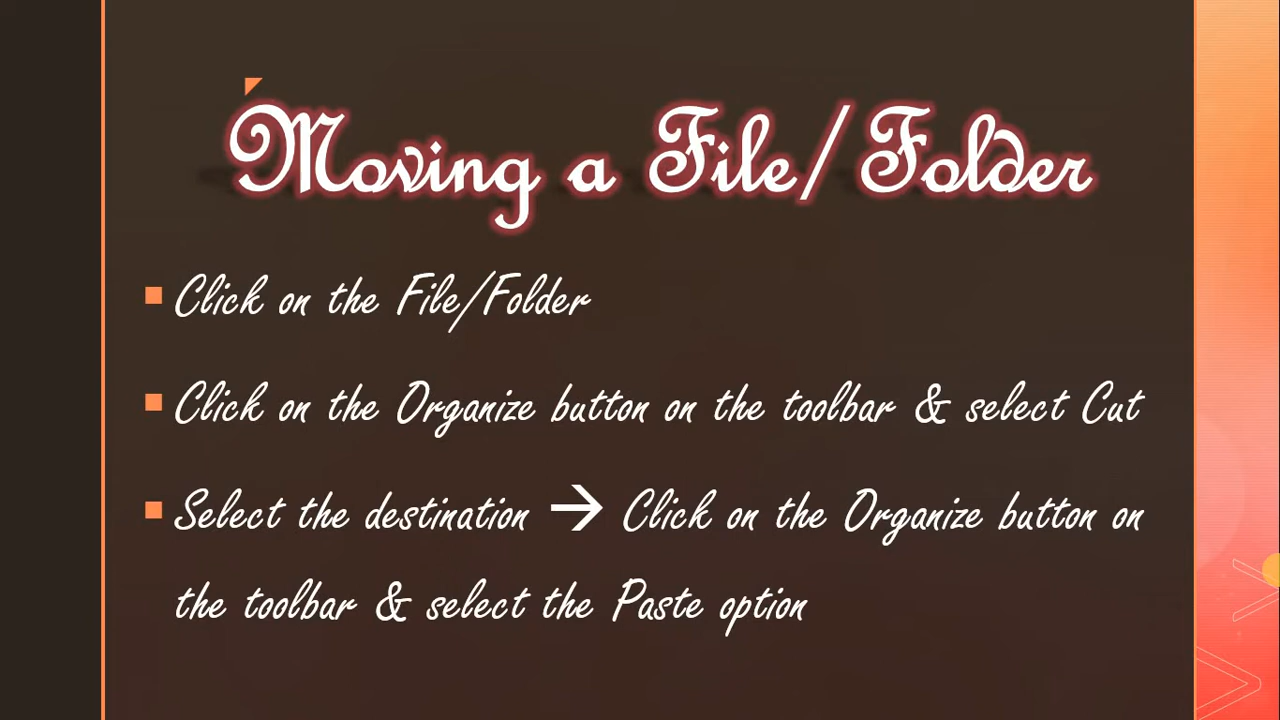 Moving a File/Folder
Click on the File/Folder
Click on the Organize button on the toolbar & select Cut
Select the destination → Click on the Organize button on
the toolbar & select the Paste option